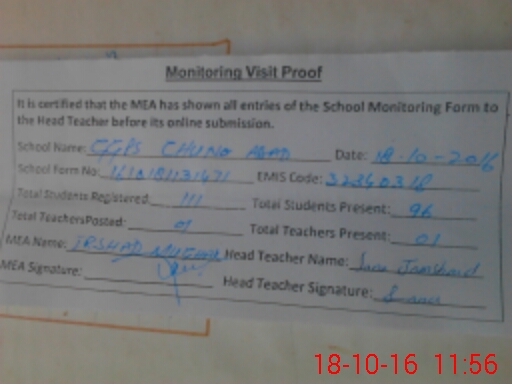 Monitoring Visit Proof
It is certified that the MEA has shown all entries of the School Monitoring Form to
the Head Teacher before its online submission.
School Name: GGPS CHUNG ABAD Date: 18-10-2016
School Form No: EMIS Code: 32340318
Total Students Registered: 111 Total Students Present: 96
Total TeachersPosted: 01 Total Teachers Present: 01
MEA Name: IRSHAD Head Teacher Name: Jamshaid
MEA Signature: Head Teacher Signature:
18-10-16 11:56